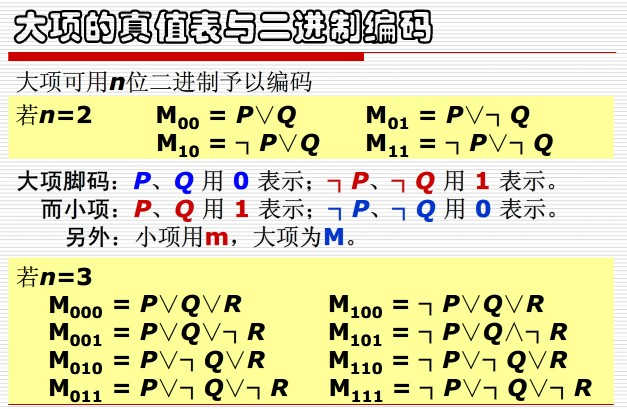 大项的真值表与二进制编码
大项可用n位二进制予以编码
若n=2 M00 = P∨Q M01 = P∨┐Q
M10 = ┐P∨Q M11 = ┐P∨┐Q
大项脚码：P、Q 用 0 表示；┐P、┐Q 用 1 表示。
而小项：P、Q 用 1 表示；┐P、┐Q 用 0 表示。
另外：小项用m，大项为M。
若n=3
M000 = P∨Q∨R M100 = ┐P∨Q∨R
M001 = P∨Q∨┐R M101 = ┐P∨Q∧┐R
M010 = P∨┐Q∨R M110 = ┐P∨┐Q∨R
M011 = P∨┐Q∨┐R M111 = ┐P∨┐Q∨┐R